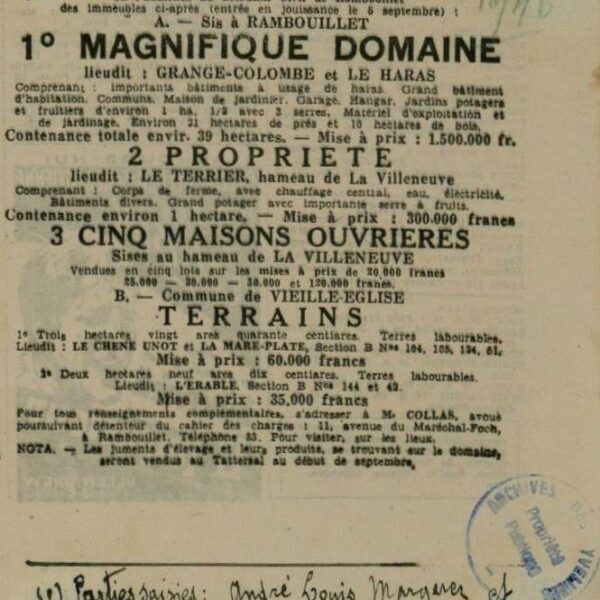 des immeubles ci-après (entrée en jouissance le 6 septembre) :
A. — Sis à RAMBOUILLET
1° MAGNIFIQUE DOMAINE
lieudit : GRANGE-COLOMBE et LE HARAS
Comprenant : importants bâtiments à usage de haras. Grand bâtiment
d'habitation. Communs. Maison de jardinier. Garage. Hangar. Jardins potagers
et fruitiers d'environ 1 ha. 1/2 avec 3 serres. Matériel d'exploitation et
de jardinage. Environ 21 hectares de prés et 10 hectares de bois.
Contenance totale envir. 39 hectares. — Mise à prix : 1.500.000 fr.
2 PROPRIETE
lieudit : LE TERRIER, hameau de La Villeneuve
Comprenant : Corps de ferme, avec chauffage central, eau, électricité,
Bâtiments divers. Grand potager avec importante serre à fruits.
Contenance environ 1 hectare. — Mise à prix : 300.000 francs
3 CINQ MAISONS OUVRIERES
Sises au hameau de LA VILLENEUVE
Vendues en cinq lots sur les mises à prix de 20.000 francs
25.000 — 20.000 — 30.000 et 120.000 francs.
B. — Commune de VIEILLE-EGLISE
TERRAINS
1° Trois hectares vingt ares quarante centiares. Terres labourables.
Lieudit : LE CHENE UNOT et LA MARE-PLATE, Section B Nos 104, 105, 124, 61.
Mise à prix : 60.000 francs
2° Deux hectares neuf ares dix centiares. Terres labourables.
Lieudit : L'ERABLE, Section B Nos 144 et 42.
Mise à prix : 35.000 francs
Pour tous renseignements complémentaires, s'adresser à Me COLLAS, avoué
poursuivant détenteur du cahier des charges : 11, avenue du Maréchal-Foch,
à Rambouillet. Téléphone 23. Pour visiter, sur les lieux.
NOTA. — Les juments d'élevage et leurs produits, se trouvant sur le domaine,
seront vendus au Tattersal au début de septembre.
ARCHIVES DES YVELINES
Propriété
Publique
Parties saisies : André Louis Margerez et